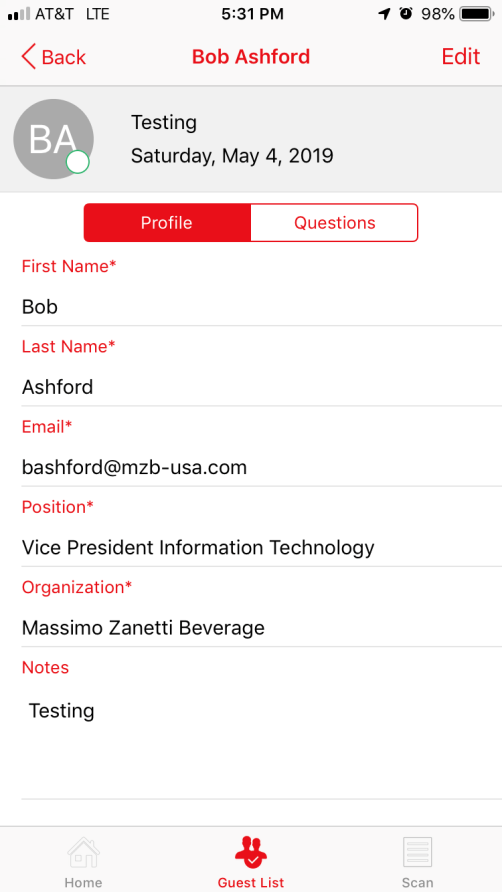 AT&T LTE 5:31 PM 98%
Back Bob Ashford Edit
BA
Testing
Saturday, May 4, 2019
Profile Questions
First Name*
Bob
Last Name*
Ashford
Email*
bashford@mzb-usa.com
Position*
Vice President Information Technology
Organization*
Massimo Zanetti Beverage
Notes
Testing
Home Guest List Scan